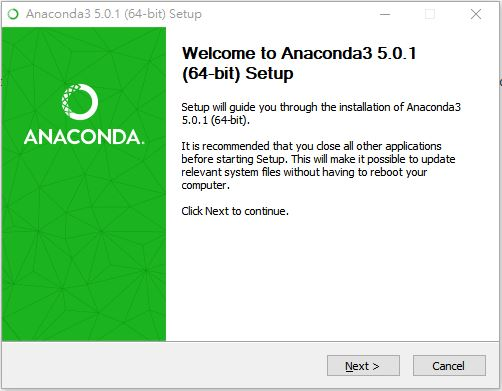 Anaconda3 5.0.1 (64-bit) Setup
Welcome to Anaconda3 5.0.1
(64-bit) Setup
Setup will guide you through the installation of Anaconda3
5.0.1 (64-bit).
It is recommended that you close all other applications
before starting Setup. This will make it possible to update
relevant system files without having to reboot your
computer.
Click Next to continue.
ANACONDA.
Next >
Cancel